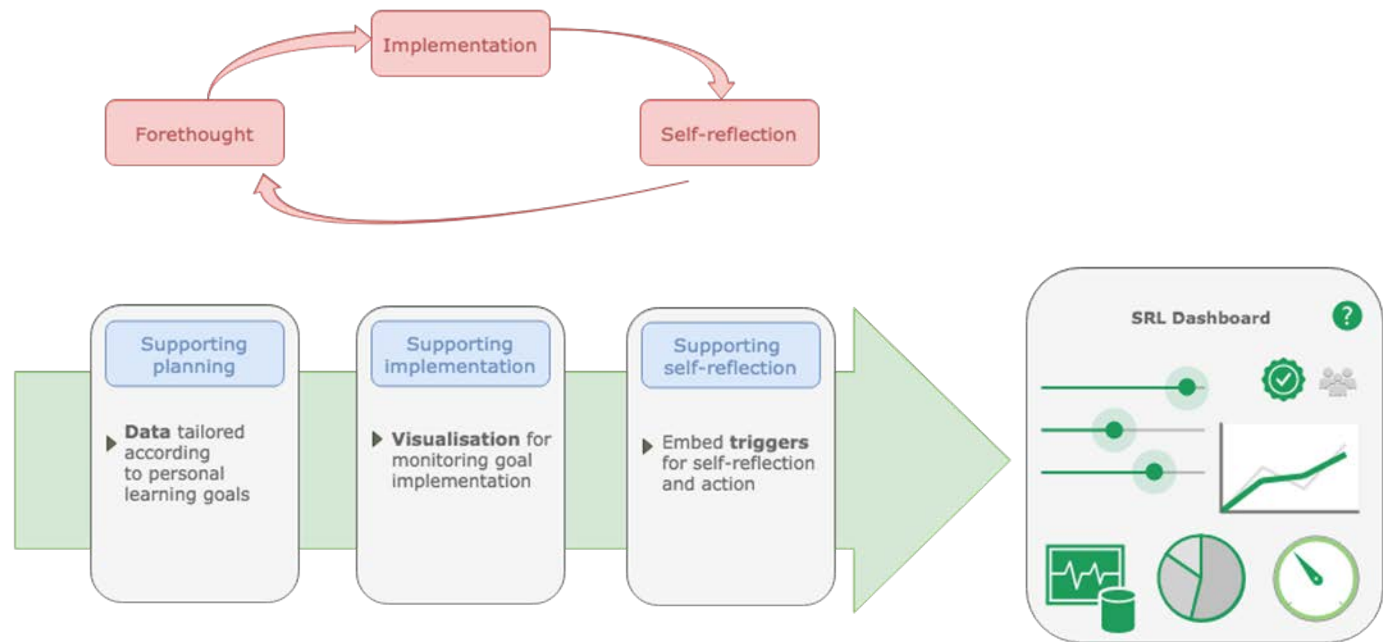 Implementation
Forethought
Self-reflection
Supporting
planning
Data tailored
according
to personal
learning goals
Supporting
implementation
Visualisation for
monitoring goal
implementation
Supporting
self-reflection
Embed triggers
for self-reflection
and action
SRL Dashboard
?